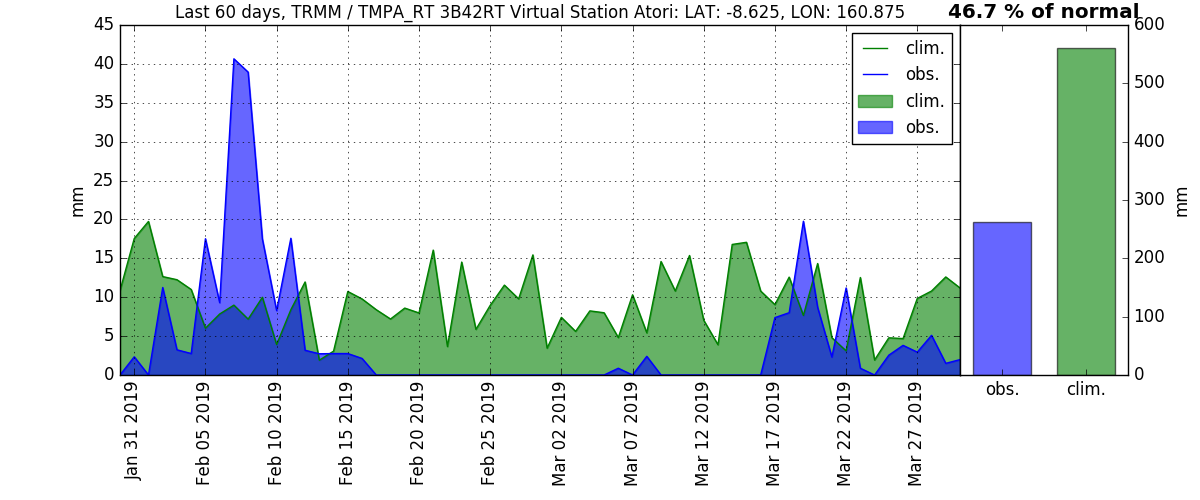 Last 60 days, TRMM / TMPA_RT 3B42RT Virtual Station Atori: LAT: -8.625, LON: 160.875
46.7 % of normal
45
40
35
30
25
20
15
10
5
0
mm
clim.
obs.
clim.
obs.
Jan 31 2019
Feb 05 2019
Feb 10 2019
Feb 15 2019
Feb 20 2019
Feb 25 2019
Mar 02 2019
Mar 07 2019
Mar 12 2019
Mar 17 2019
Mar 22 2019
Mar 27 2019
obs.
clim.
600
500
400
300
200
100
0
mm